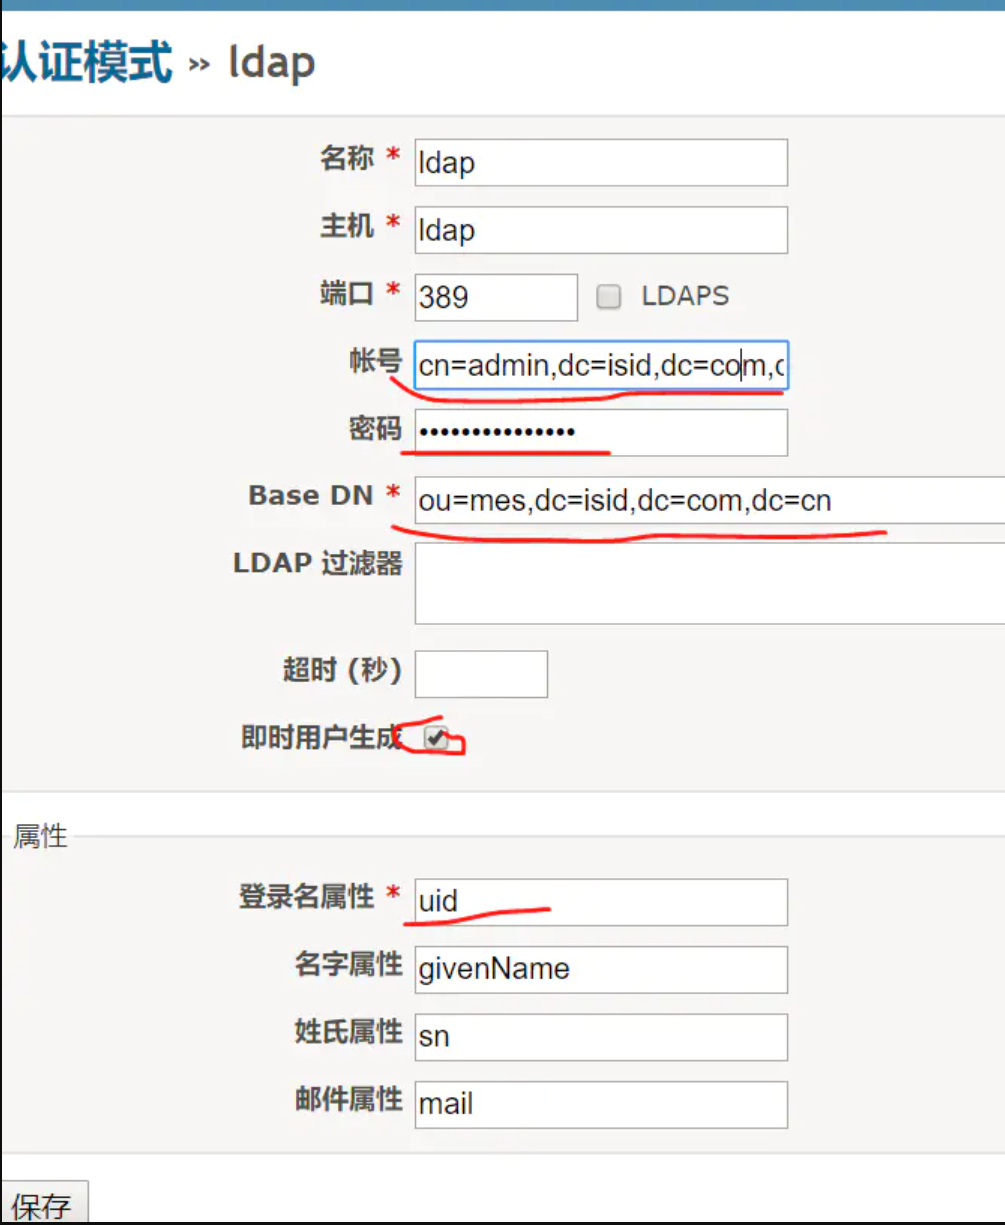 认证模式 » ldap
名称 * ldap
主机 * ldap
端口 * 389 LDAPS
帐号 cn=admin,dc=isid,dc=com,c
密码 •••••••••••••••
Base DN * ou=mes,dc=isid,dc=com,dc=cn
LDAP 过滤器
超时 (秒)
即时用户生成
属性
登录名属性 * uid
名字属性 givenName
姓氏属性 sn
邮件属性 mail
保存